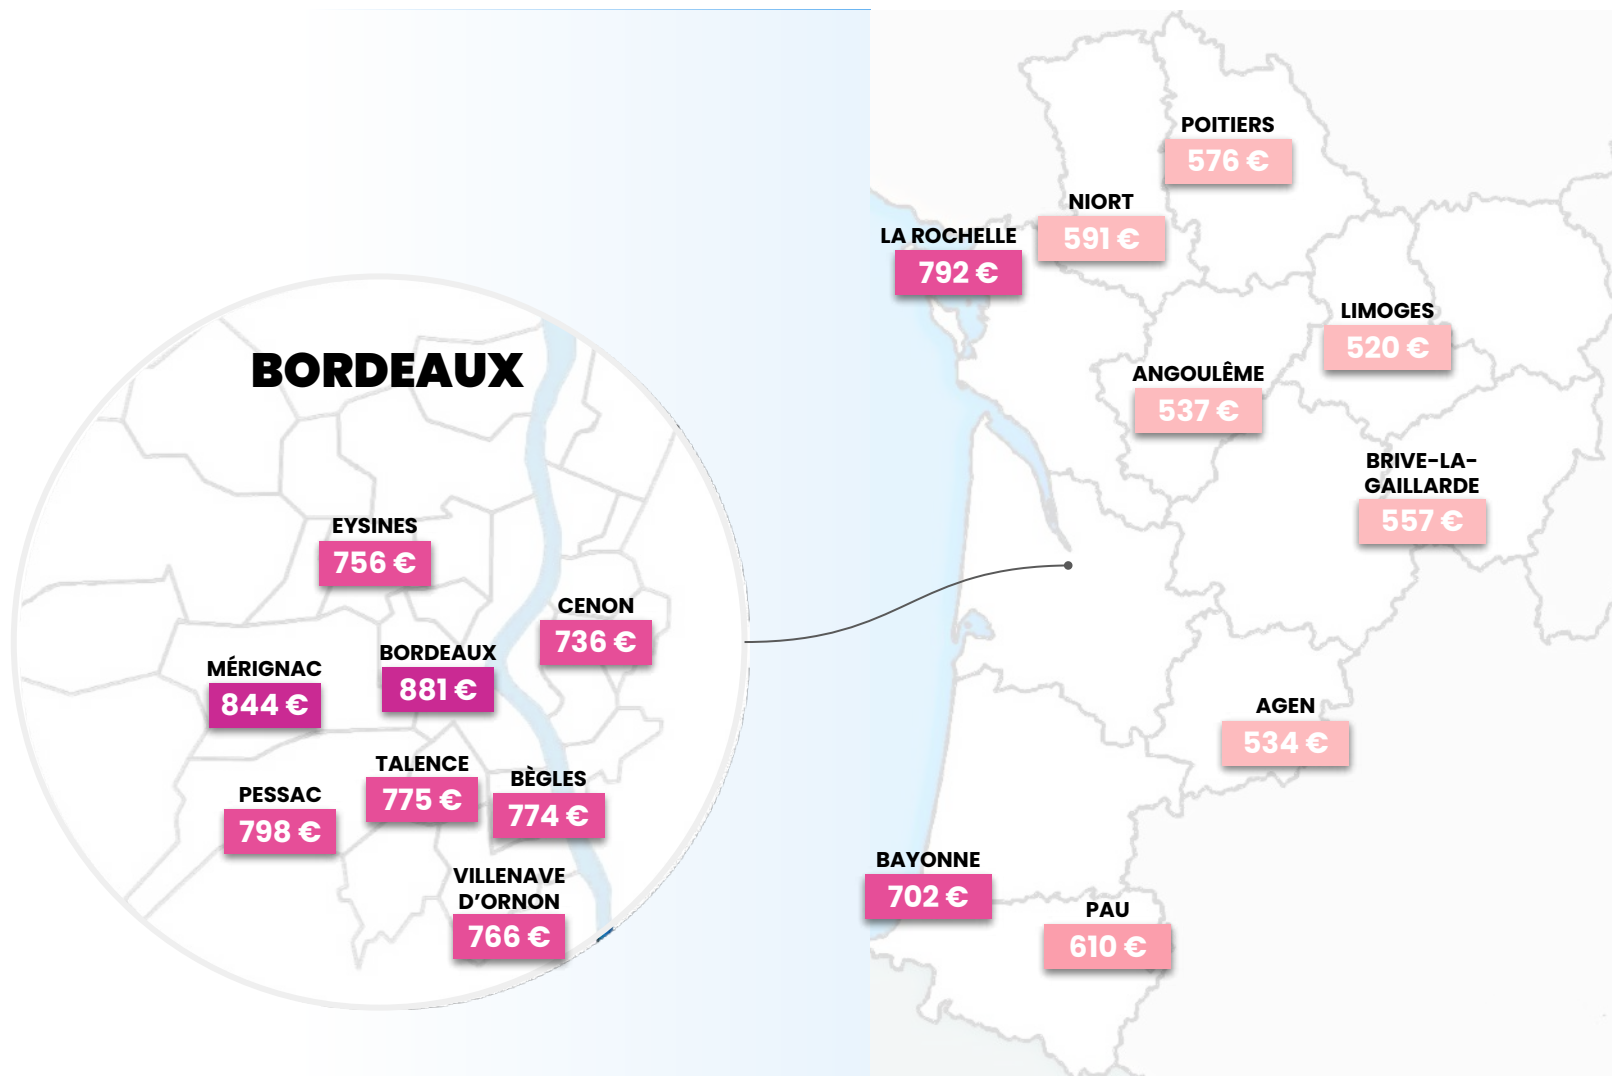 BORDEAUX
EYSINES
756 €
CENON
736 €
BORDEAUX
881 €
MÉRIGNAC
844 €
TALENCE
775 €
BÈGLES
774 €
PESSAC
798 €
VILLENAVE
D'ORNON
766 €
POITIERS
576 €
NIORT
591 €
LA ROCHELLE
792 €
LIMOGES
520 €
ANGOULÊME
537 €
BRIVE-LA-
GAILLARDE
557 €
AGEN
534 €
BAYONNE
702 €
PAU
610 €